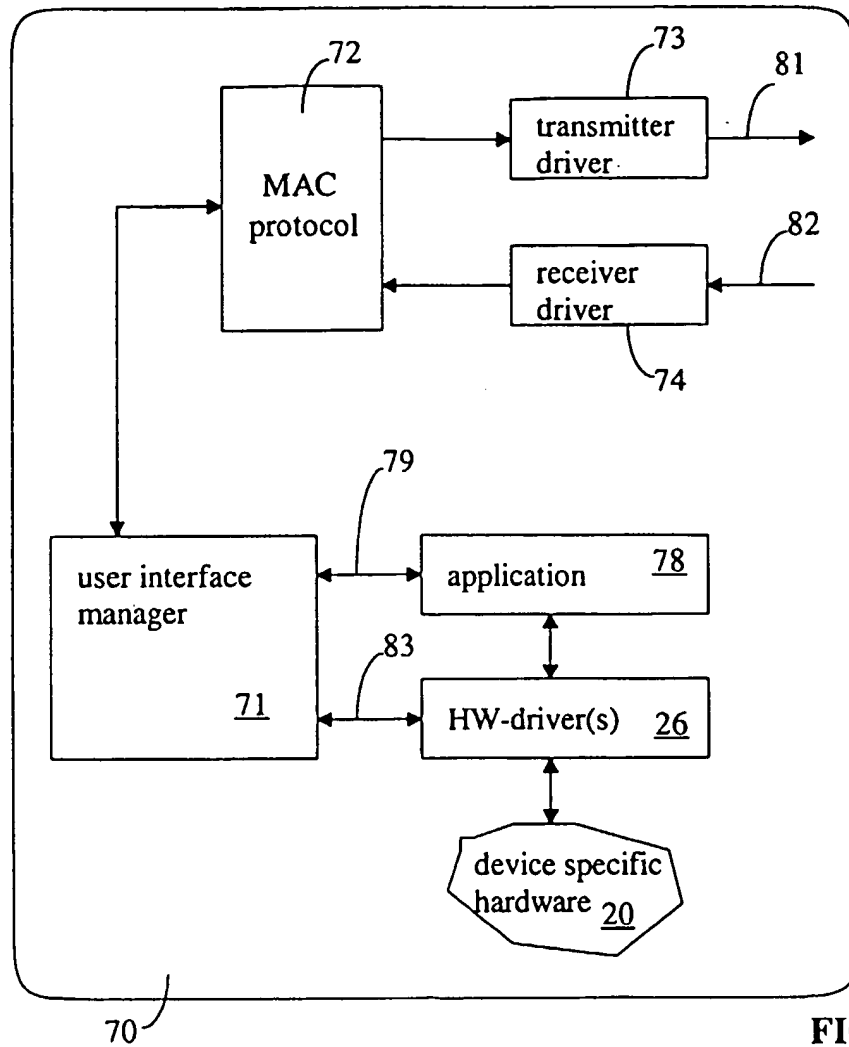 72
73
81
transmitter
driver
MAC
protocol
82
receiver
driver
74
79
user interface
manager
application 78
83
71
HW-driver(s) 26
device specific
hardware 20
70
FI